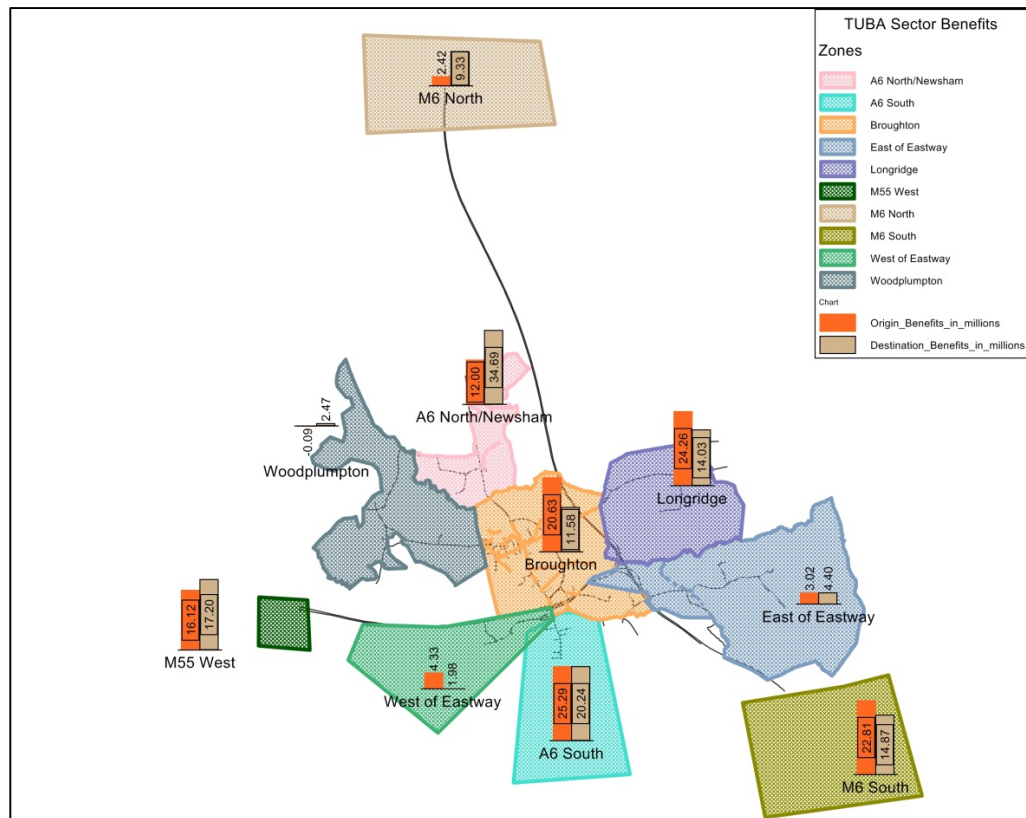 TUBA Sector Benefits
Zones
A6 North/Newsham
A6 South
Broughton
East of Eastway
Longridge
M55 West
M6 North
M6 South
West of Eastway
Woodplumpton
Chart
Origin_Benefits_in_millions
Destination_Benefits_in_millions
2.42
9.33
M6 North
12.00
34.69
A6 North/Newsham
-0.09
2.47
Woodplumpton
24.26
14.03
Longridge
20.63
11.58
Broughton
3.02
4.40
East of Eastway
16.12
17.20
M55 West
4.33
1.98
West of Eastway
25.29
20.24
A6 South
22.81
14.87
M6 South